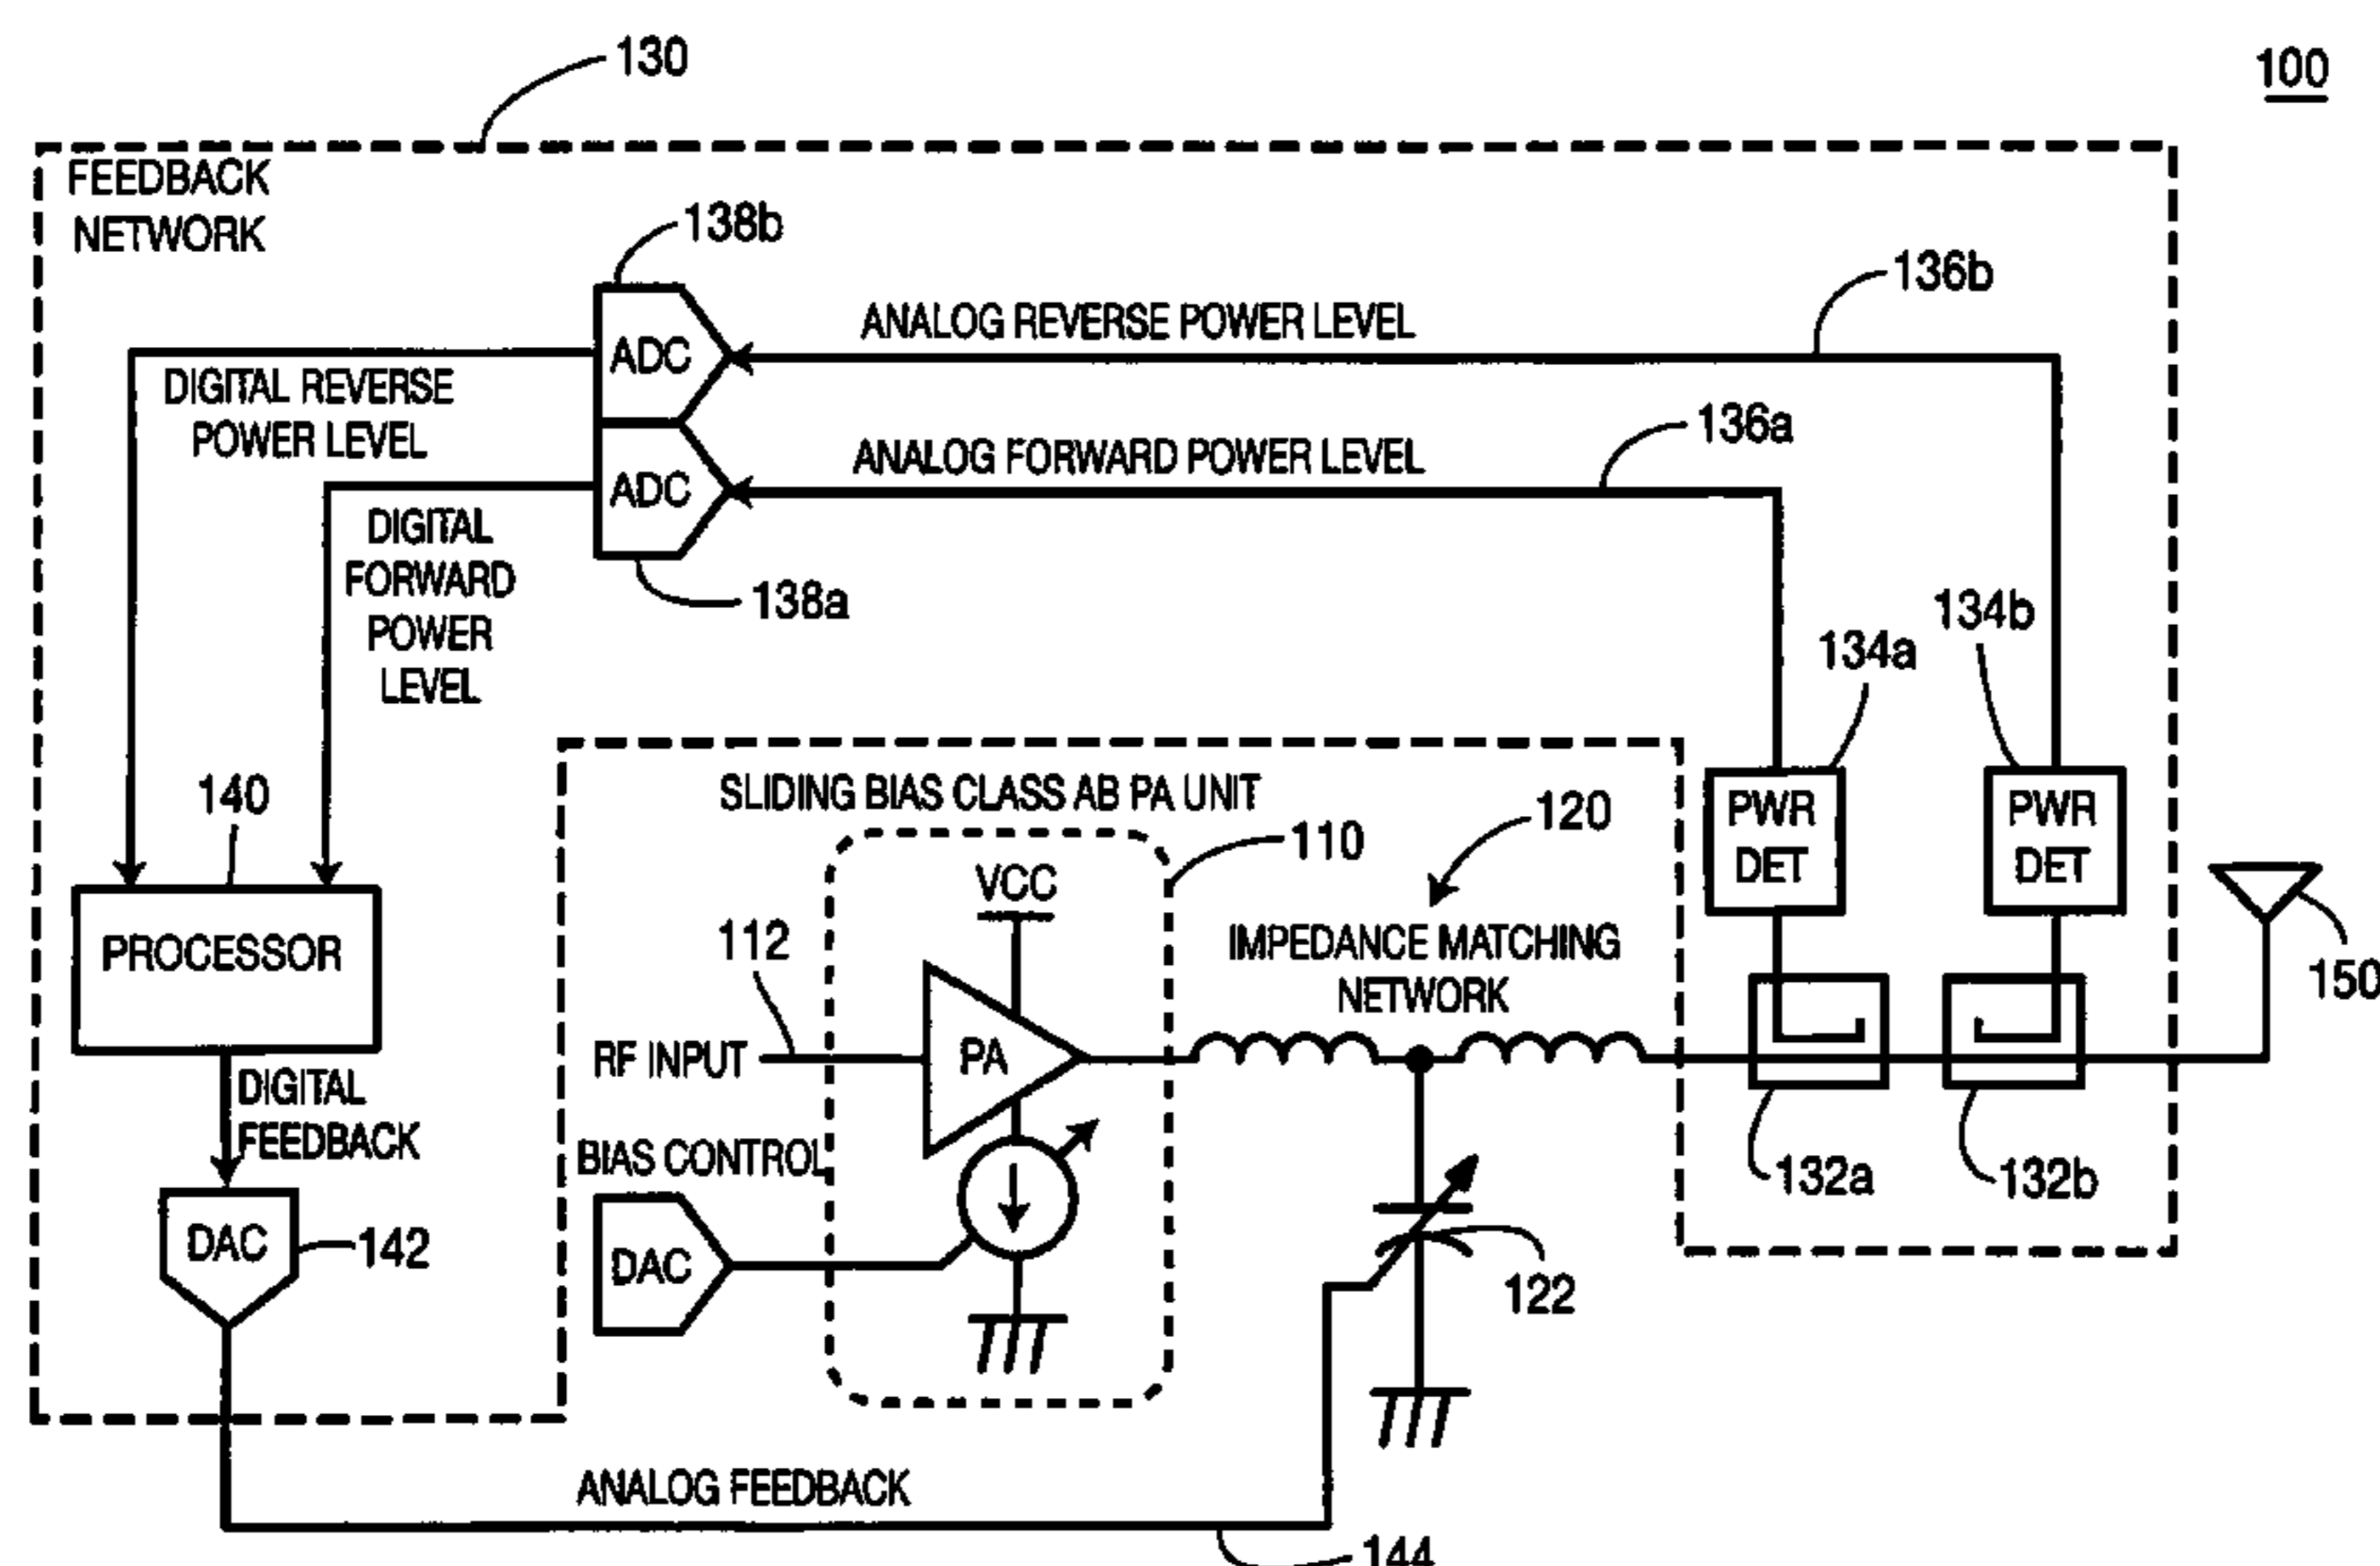 130
100
FEEDBACK
NETWORK
138b
136b
ANALOG REVERSE POWER LEVEL
ADC
DIGITAL REVERSE
POWER LEVEL
136a
ANALOG FORWARD POWER LEVEL
ADC
DIGITAL
FORWARD
POWER
LEVEL
138a
134b
134a
140
SLIDING BIAS CLASS AB PA UNIT
120
110
PWR
DET
PWR
DET
VCC
112
IMPEDANCE MATCHING
NETWORK
150
PROCESSOR
RF INPUT
PA
DIGITAL
FEEDBACK
BIAS CONTROL
132a
132b
DAC
142
DAC
122
ANALOG FEEDBACK
144